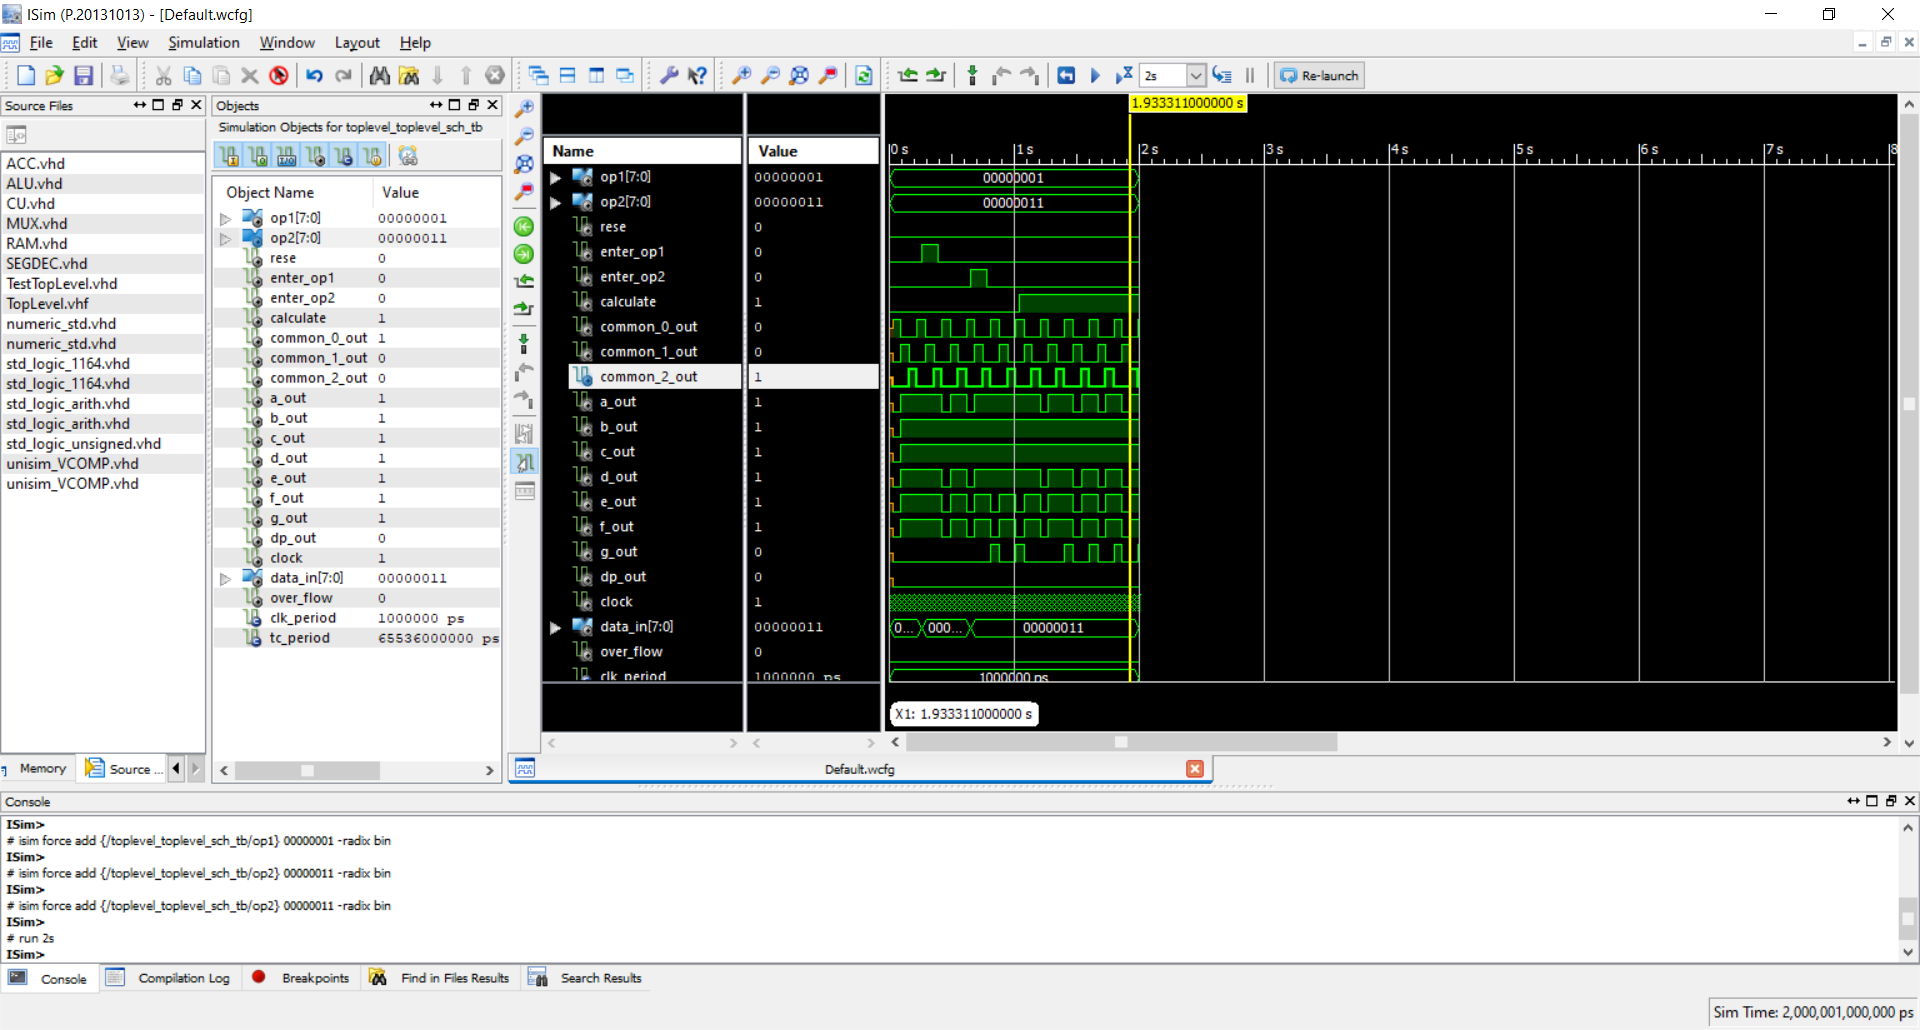 ISim (P.20131013) - [Default.wcfg]
File Edit View Simulation Window Layout Help
2s
Re-launch
Source Files
ACC.vhd
ALU.vhd
CU.vhd
MUX.vhd
RAM.vhd
SEGDEC.vhd
TestTopLevel.vhd
TopLevel.vhf
numeric_std.vhd
numeric_std.vhd
std_logic_1164.vhd
std_logic_1164.vhd
std_logic_arith.vhd
std_logic_arith.vhd
std_logic_unsigned.vhd
unisim_VCOMP.vhd
unisim_VCOMP.vhd
Memory Source ...
Objects
Simulation Objects for toplevel_toplevel_sch_tb
Object Name Value
op1[7:0] 00000001
op2[7:0] 00000011
rese 0
enter_op1 0
enter_op2 0
calculate 1
common_0_out 1
common_1_out 0
common_2_out 0
a_out 1
b_out 1
c_out 1
d_out 1
e_out 1
f_out 1
g_out 1
dp_out 0
clock 1
data_in[7:0] 00000011
over_flow 0
clk_period 1000000 ps
tc_period 65536000000 ps
1.933311000000 s
Name Value
0 s 1 s 2 s 3 s 4 s 5 s 6 s 7 s 8
op1[7:0] 00000001 00000001
op2[7:0] 00000011 00000011
rese 0
enter_op1 0
enter_op2 0
calculate 1
common_0_out 0
common_1_out 0
common_2_out 1
a_out 1
b_out 1
c_out 1
d_out 1
e_out 1
f_out 1
g_out 0
dp_out 0
clock 1
data_in[7:0] 00000011 0... 000... 00000011
over_flow 0
clk_period 1000000 ps 1000000 ps
X1: 1.933311000000 s
Default.wcfg
Console
ISim>
# isim force add {/toplevel_toplevel_sch_tb/op1} 00000001 -radix bin
ISim>
# isim force add {/toplevel_toplevel_sch_tb/op2} 00000011 -radix bin
ISim>
# isim force add {/toplevel_toplevel_sch_tb/op2} 00000011 -radix bin
ISim>
# run 2s
ISim>
Console Compilation Log Breakpoints Find in Files Results Search Results
Sim Time: 2,000,001,000,000 ps